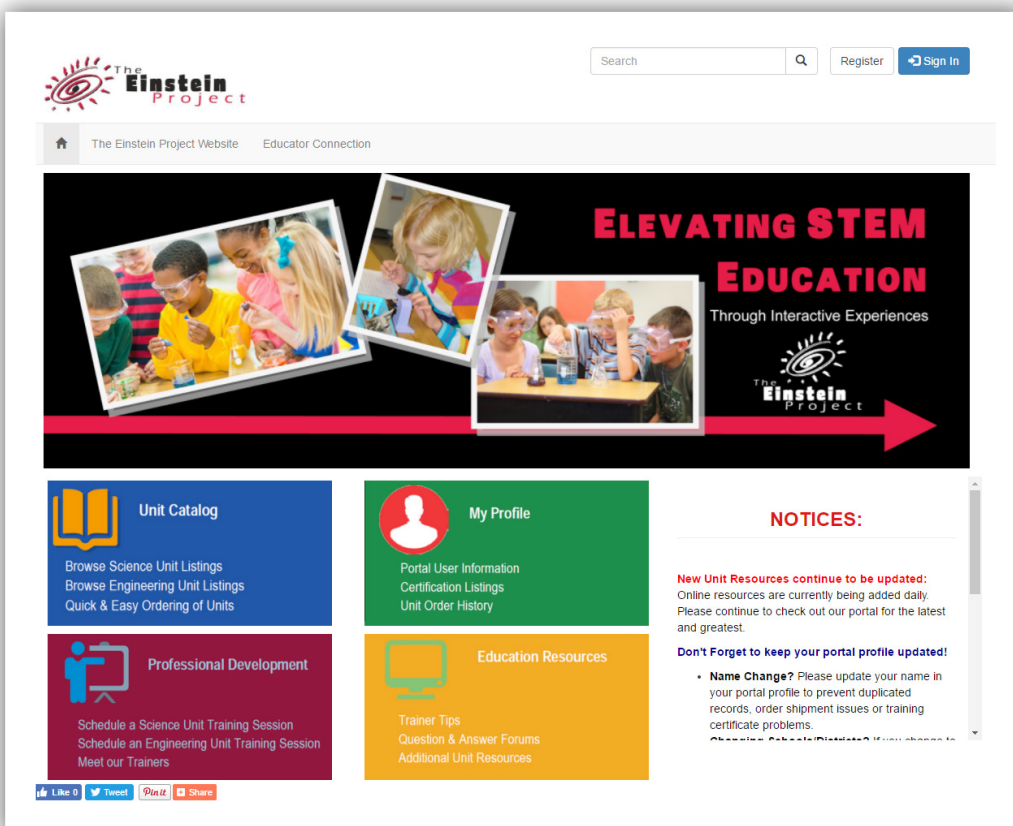 The
Einstein
Project
Search
Register
Sign In
The Einstein Project Website
Educator Connection
ELEVATING STEM
EDUCATION
Through Interactive Experiences
The
Einstein
Project
Unit Catalog
Browse Science Unit Listings
Browse Engineering Unit Listings
Quick & Easy Ordering of Units
My Profile
Portal User Information
Certification Listings
Unit Order History
Professional Development
Schedule a Science Unit Training Session
Schedule an Engineering Unit Training Session
Meet our Trainers
Education Resources
Trainer Tips
Question & Answer Forums
Additional Unit Resources
NOTICES:
New Unit Resources continue to be updated:
Online resources are currently being added daily.
Please continue to check out our portal for the latest
and greatest.
Don't Forget to keep your portal profile updated!
Name Change? Please update your name in
your portal profile to prevent duplicated
records, order shipment issues or training
certificate problems.
Changing Schools/Districts? If you change to
Like 0
Tweet
Pin it
Share